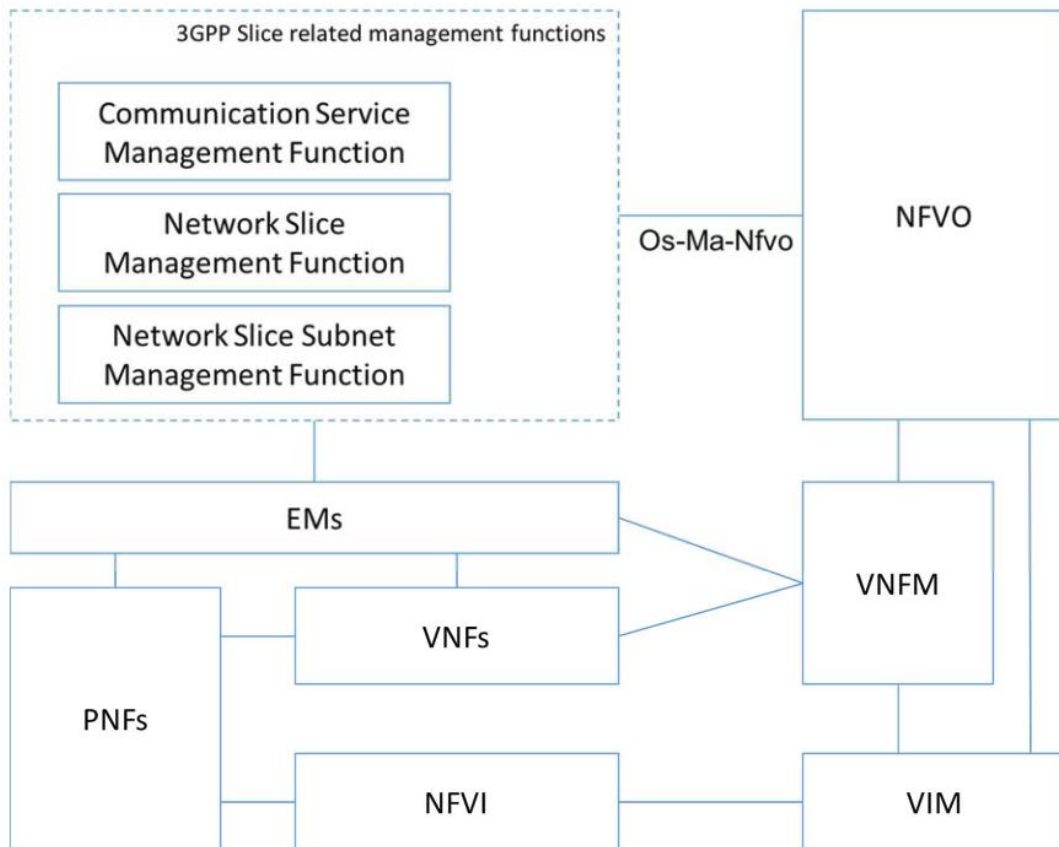 3GPP Slice related management functions
Communication Service
Management Function
Network Slice
Management Function
Network Slice Subnet
Management Function
NFVO
Os-Ma-Nfvo
EMs
VNFM
VNFs
PNFs
NFVI
VIM